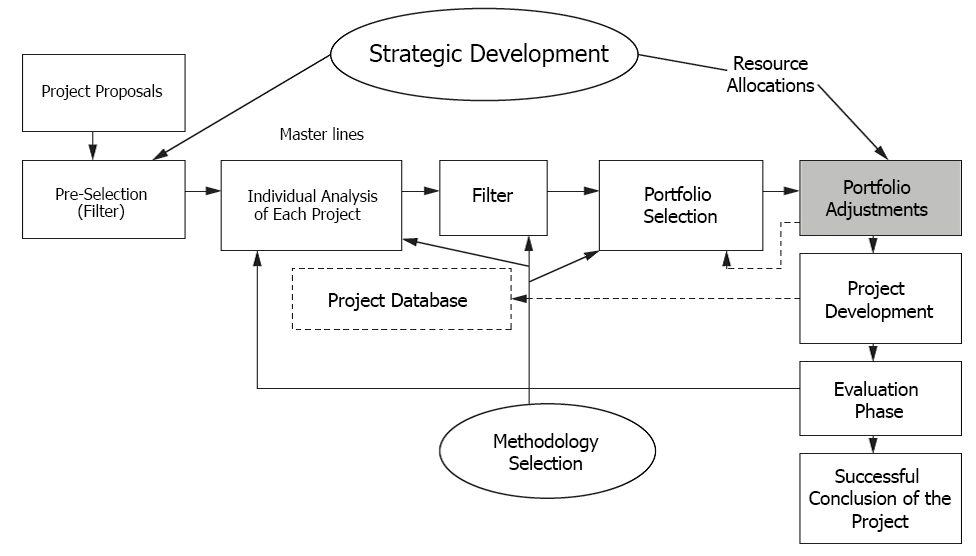 Strategic Development
Resource
Allocations
Project Proposals
Master lines
Pre-Selection
(Filter)
Individual Analysis
of Each Project
Filter
Portfolio
Selection
Portfolio
Adjustments
Project Database
Project
Development
Evaluation
Phase
Methodology
Selection
Successful
Conclusion of the
Project